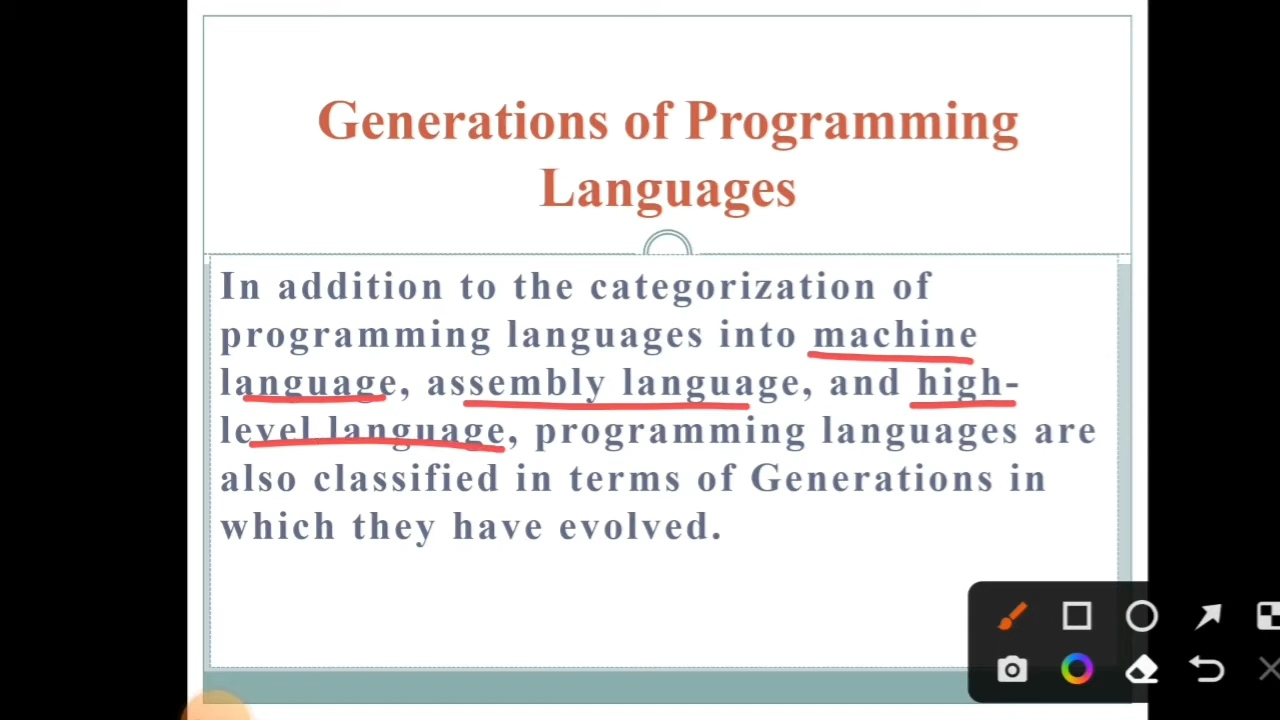 Generations of Programming
Languages
In addition to the categorization of
programming languages into machine
language, assembly language, and high-
level language, programming languages are
also classified in terms of Generations in
which they have evolved.